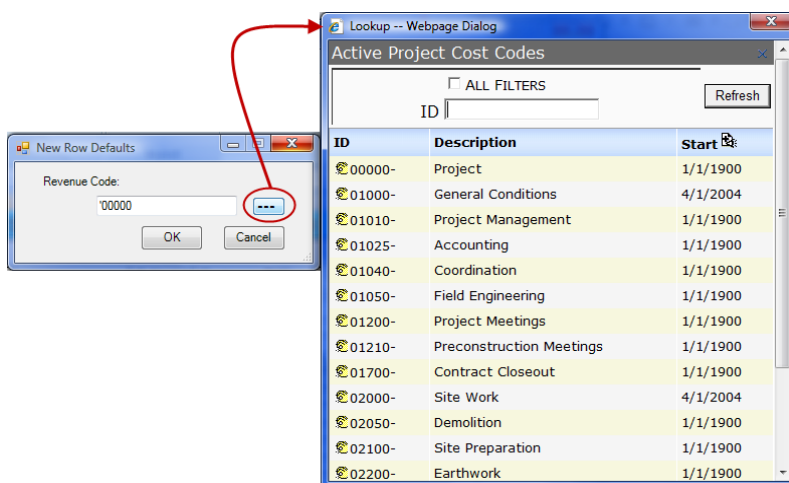 Lookup -- Webpage Dialog
Active Project Cost Codes
ALL FILTERS
ID
Refresh
New Row Defaults
Revenue Code:
'00000
---
OK Cancel
ID Description Start
00000- Project 1/1/1900
01000- General Conditions 4/1/2004
01010- Project Management 1/1/1900
01025- Accounting 1/1/1900
01040- Coordination 1/1/1900
01050- Field Engineering 1/1/1900
01200- Project Meetings 1/1/1900
01210- Preconstruction Meetings 1/1/1900
01700- Contract Closeout 1/1/1900
02000- Site Work 4/1/2004
02050- Demolition 1/1/1900
02100- Site Preparation 1/1/1900
02200- Earthwork 1/1/1900